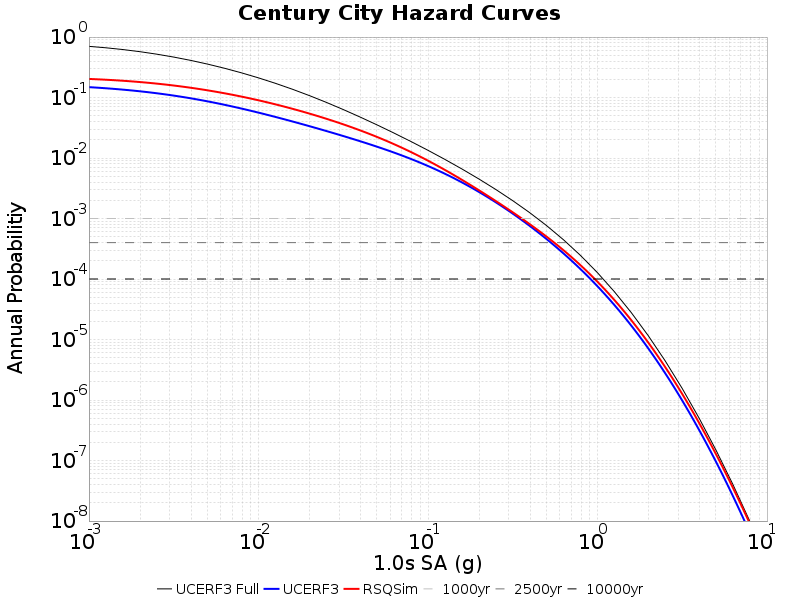 Century City Hazard Curves
10^0
10^-1
10^-2
10^-3
10^-4
10^-5
10^-6
10^-7
10^-8
Annual Probabilitiy
10^-3 10^-2 10^-1 10^0 10^1
1.0s SA (g)
UCERF3 Full UCERF3 RSQSim 1000yr 2500yr 10000yr